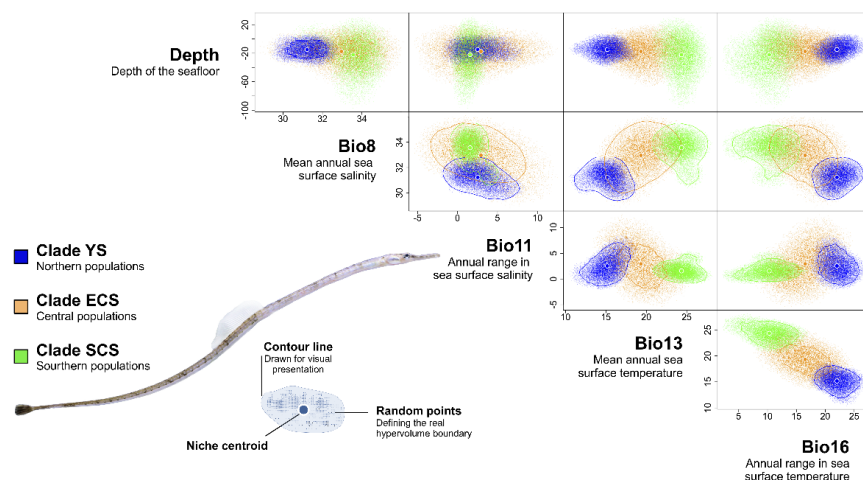 Depth
Depth of the seafloor
-20
20
-60
-100
30
32
34
Bio8
Mean annual sea
surface salinity
34
32
30
-5
0
5
10
Bio11
Annual range in
sea surface salinity
10
5
0
-5
10
15
20
25
Bio13
Mean annual sea
surface temperature
25
20
15
10
5
10
15
20
25
Bio16
Annual range in sea
surface temperature
Clade YS
Northern populations
Clade ECS
Central populations
Clade SCS
Sourthern populations
Contour line
Drawn for visual
presentation
Random points
Defining the real
hypervolume boundary
Niche centroid